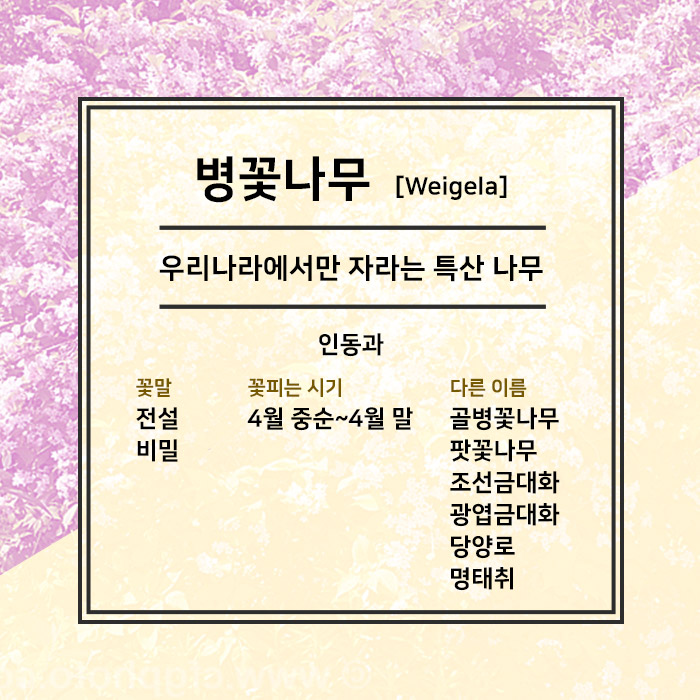 병꽃나무 [Weigela]
우리나라에서만 자라는 특산 나무
인동과
꽃말
전설
비밀
꽃피는 시기
4월 중순~4월 말
다른 이름
골병꽃나무
팟꽃나무
조선금대화
광엽금대화
당양로
명태취